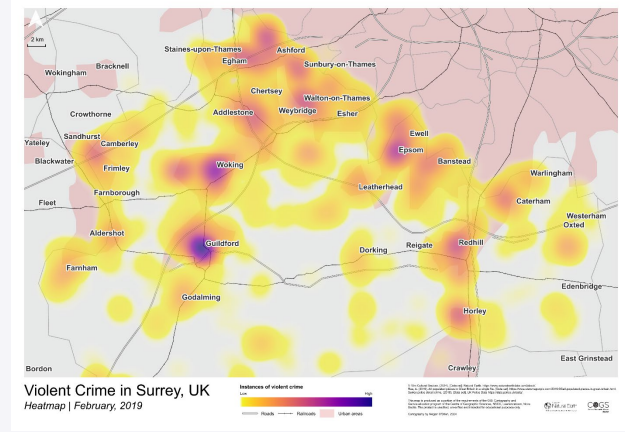 2 km
Staines-upon-Thames
Ashford
Egham
Sunbury-on-Thames
Bracknell
Wokingham
Chertsey
Walton-on-Thames
Addlestone
Weybridge
Esher
Crowthorne
Sandhurst
Yateley
Camberley
Ewell
Epsom
Blackwater
Frimley
Woking
Banstead
Warlingham
Farnborough
Leatherhead
Fleet
Caterham
Westerham
Oxted
Aldershot
Guildford
Dorking
Reigate
Redhill
Farnham
Edenbridge
Godalming
Horley
East Grinstead
Bordon
Crawley
Violent Crime in Surrey, UK
Heatmap | February, 2019
Instances of violent crime
Low
High
Roads
Railroads
Urban areas
COGS